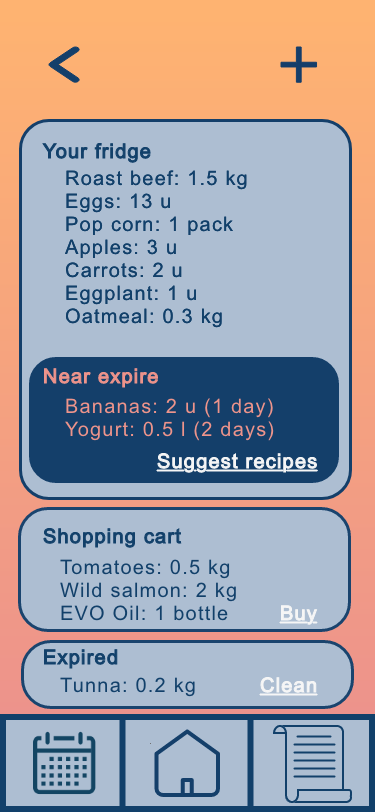 Your fridge
Roast beef: 1.5 kg
Eggs: 13 u
Pop corn: 1 pack
Apples: 3 u
Carrots: 2 u
Eggplant: 1 u
Oatmeal: 0.3 kg
Near expire
Bananas: 2 u (1 day)
Yogurt: 0.5 l (2 days)
Suggest recipes
Shopping cart
Tomatoes: 0.5 kg
Wild salmon: 2 kg
EVO Oil: 1 bottle Buy
Expired
Tunna: 0.2 kg Clean